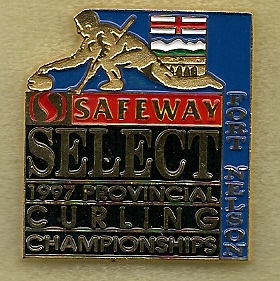 SAFEWAY
SELECT
1997 PROVINCIAL
CURLING
CHAMPIONSHIPS
FORT NELSON